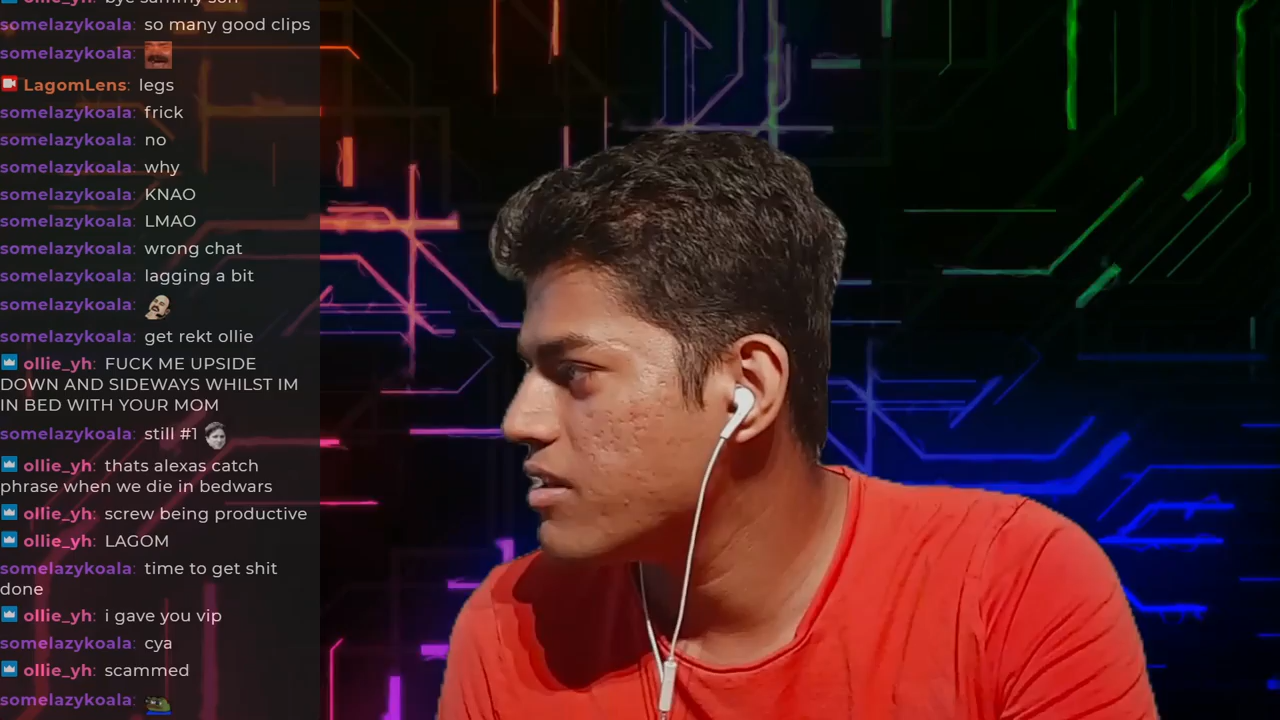 ollie_yh: bye sammy son
somelazykoala: so many good clips
somelazykoala:
LagomLens: legs
somelazykoala: frick
somelazykoala: no
somelazykoala: why
somelazykoala: KNAO
somelazykoala: LMAO
somelazykoala: wrong chat
somelazykoala: lagging a bit
somelazykoala:
somelazykoala: get rekt ollie
ollie_yh: FUCK ME UPSIDE
DOWN AND SIDEWAYS WHILST IM
IN BED WITH YOUR MOM
somelazykoala: still #1
ollie_yh: thats alexas catch
phrase when we die in bedwars
ollie_yh: screw being productive
ollie_yh: LAGOM
somelazykoala: time to get shit
done
ollie_yh: i gave you vip
somelazykoala: cya
ollie_yh: scammed
somelazykoala: